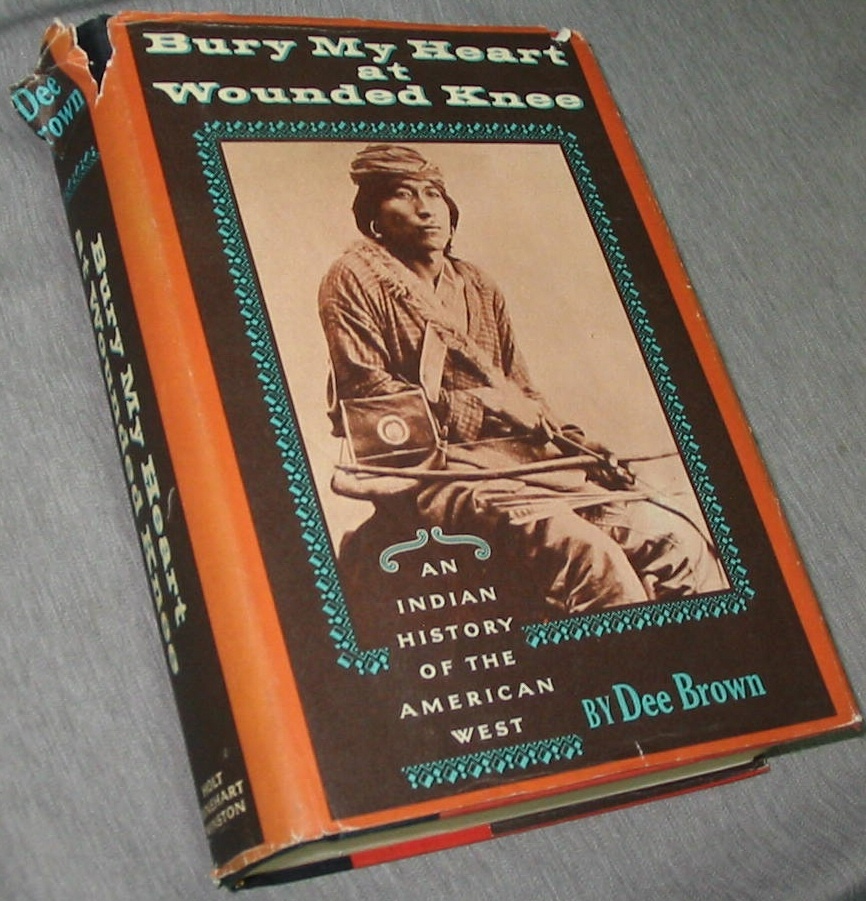 Bury My Heart
at
Wounded Knee
AN
INDIAN
HISTORY
OF THE
AMERICAN
WEST
BY Dee Brown
Dee
Brown
Bury My Heart
at Wounded Knee
HOLT
RINEHART
WINSTON